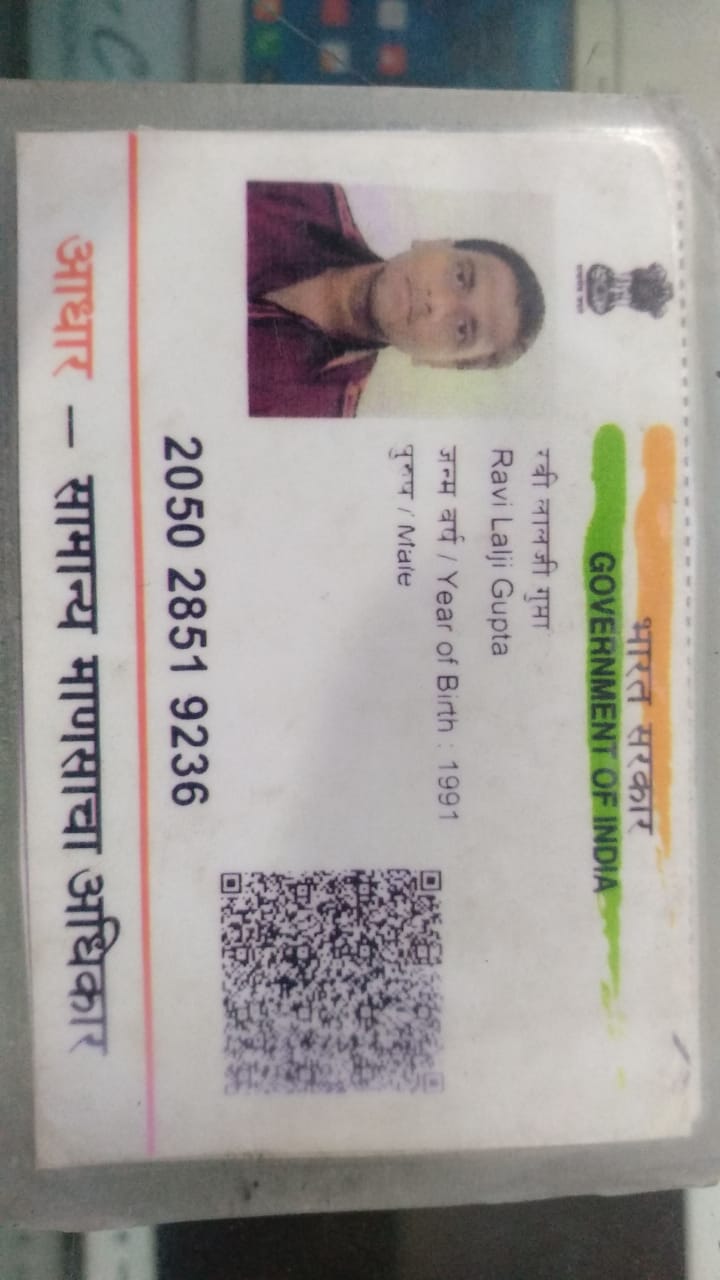 भारत सरकार
GOVERNMENT OF INDIA
रवी लालजी गुप्ता
Ravi Lalji Gupta
जन्म वर्ष / Year of Birth : 1991
पुरुष / Male
2050 2851 9236
आधार – सामान्य माणसाचा अधिकार